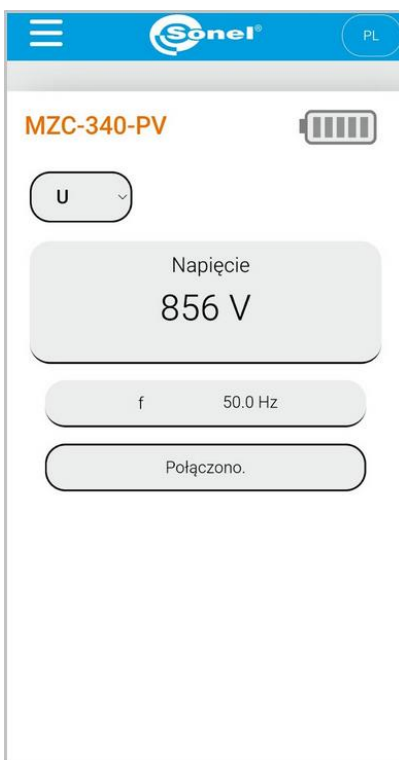 Sonel®
PL
MZC-340-PV
U
Napięcie
856 V
f 50.0 Hz
Połączono.